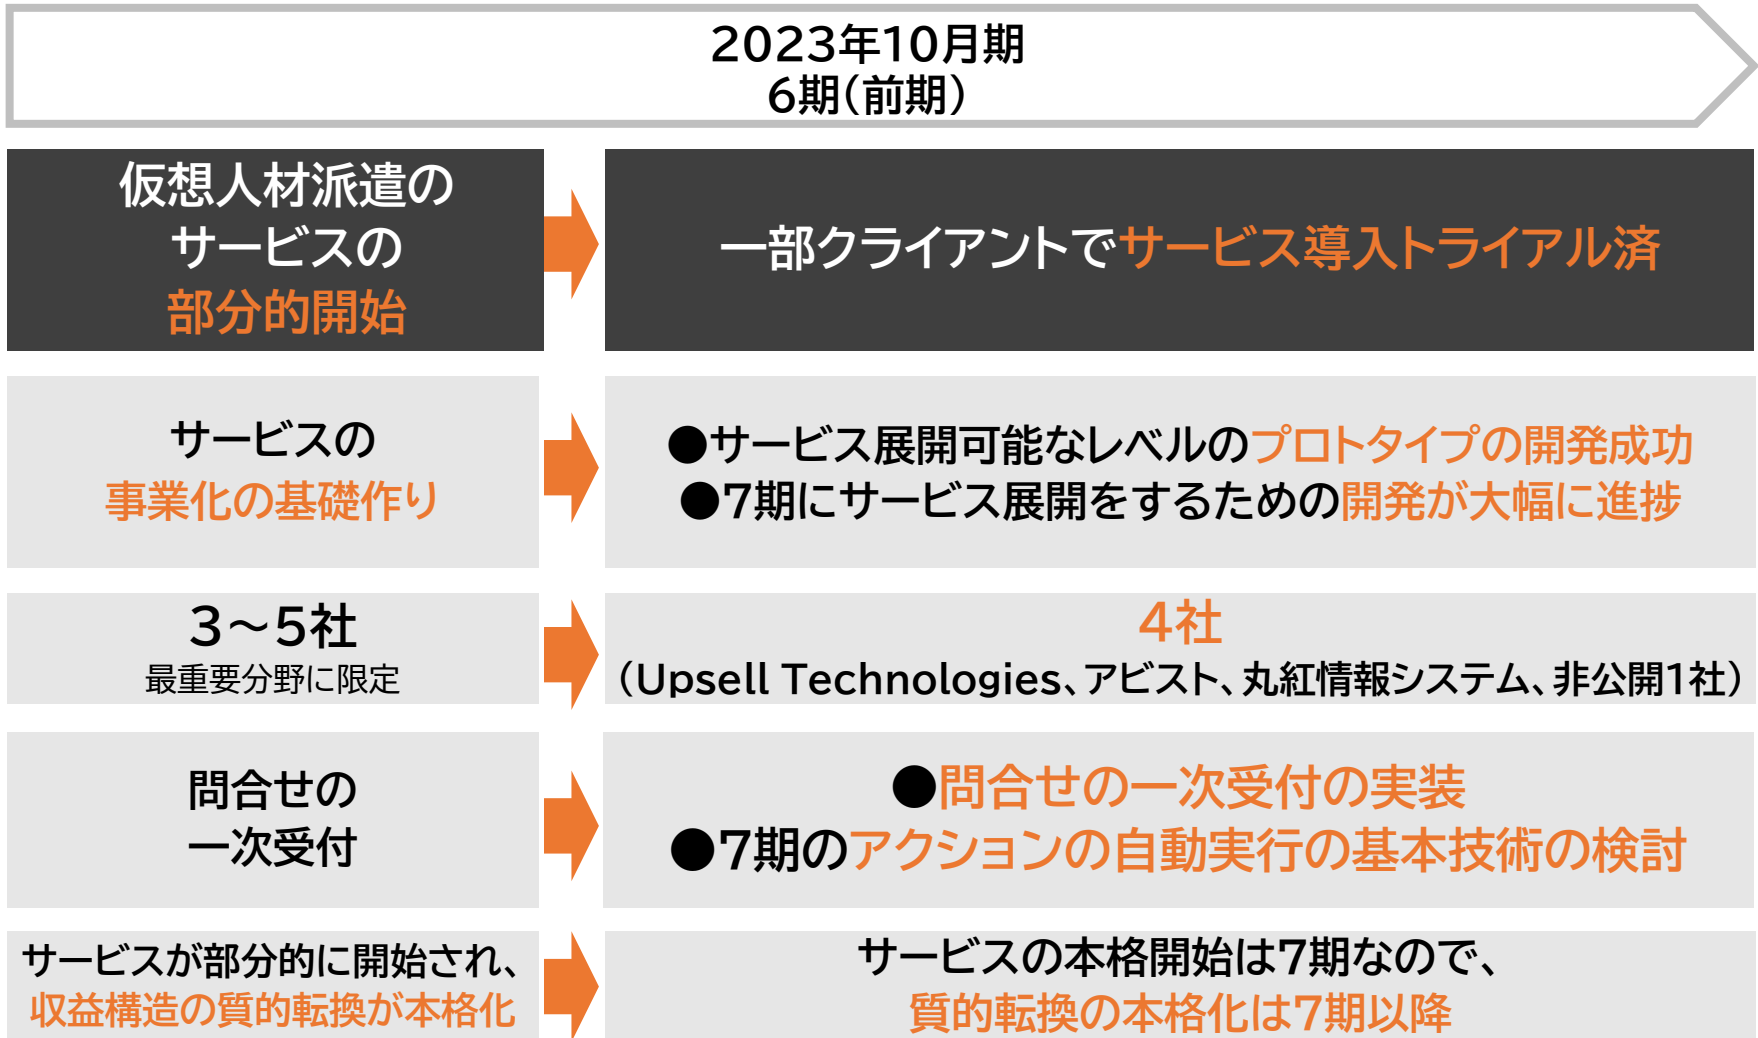 2023年10月期
6期(前期)
仮想人材派遣の
サービスの
部分的開始
一部クライアントでサービス導入トライアル済
サービスの
事業化の基礎作り
●サービス展開可能なレベルのプロトタイプの開発成功
●7期にサービス展開をするための開発が大幅に進捗
3～5社
最重要分野に限定
4社
(Upsell Technologies、アビスト、丸紅情報システム、非公開1社)
問合せの
一次受付
●問合せの一次受付の実装
●7期のアクションの自動実行の基本技術の検討
サービスが部分的に開始され、
収益構造の質的転換が本格化
サービスの本格開始は7期なので、
質的転換の本格化は7期以降